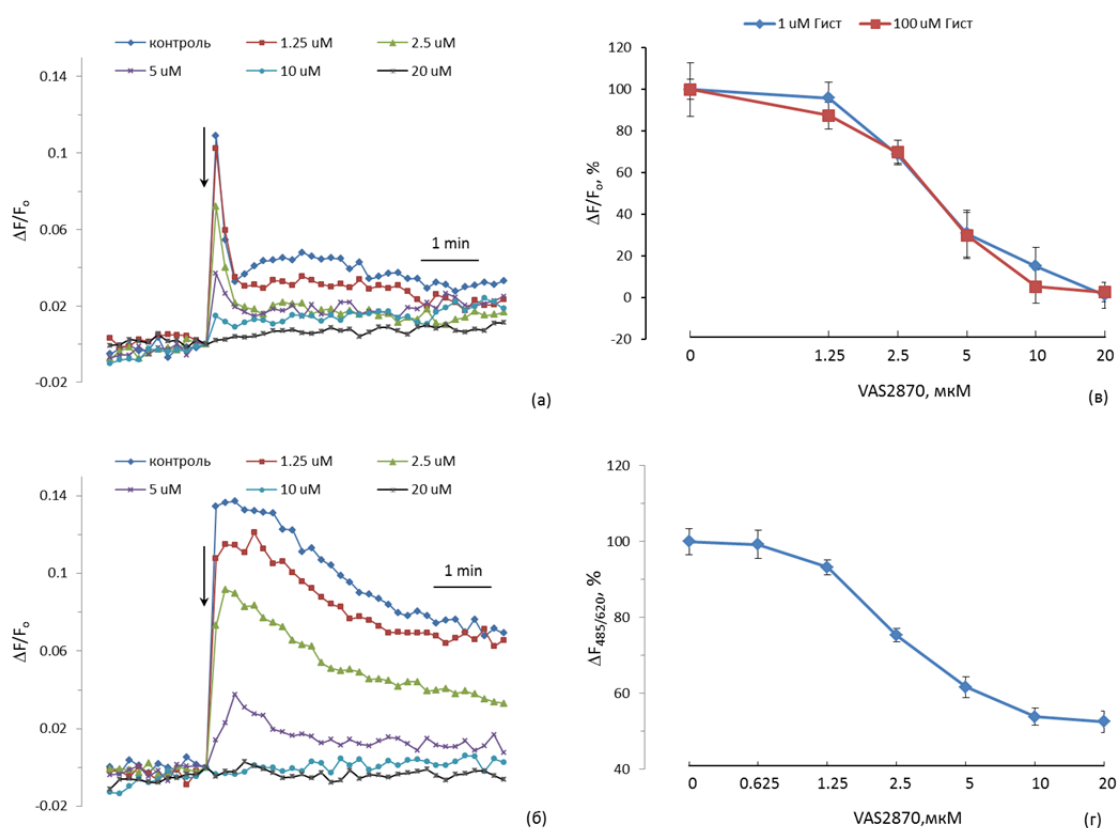 контроль 1.25 uM 2.5 uM
5 uM 10 uM 20 uM
0.14
0.1
0.06
0.02
-0.02
ΔF/Fo
1 min
(а)
1 uM Гист 100 uM Гист
120
100
80
60
40
20
0
-20
ΔF/Fo, %
0 1.25 2.5 5 10 20
VAS2870, мкМ
(в)
контроль 1.25 uM 2.5 uM
5 uM 10 uM 20 uM
0.14
0.1
0.06
0.02
-0.02
ΔF/Fo
1 min
(б)
120
100
80
60
40
ΔF485/620, %
0 0.625 1.25 2.5 5 10 20
VAS2870,мкМ
(г)